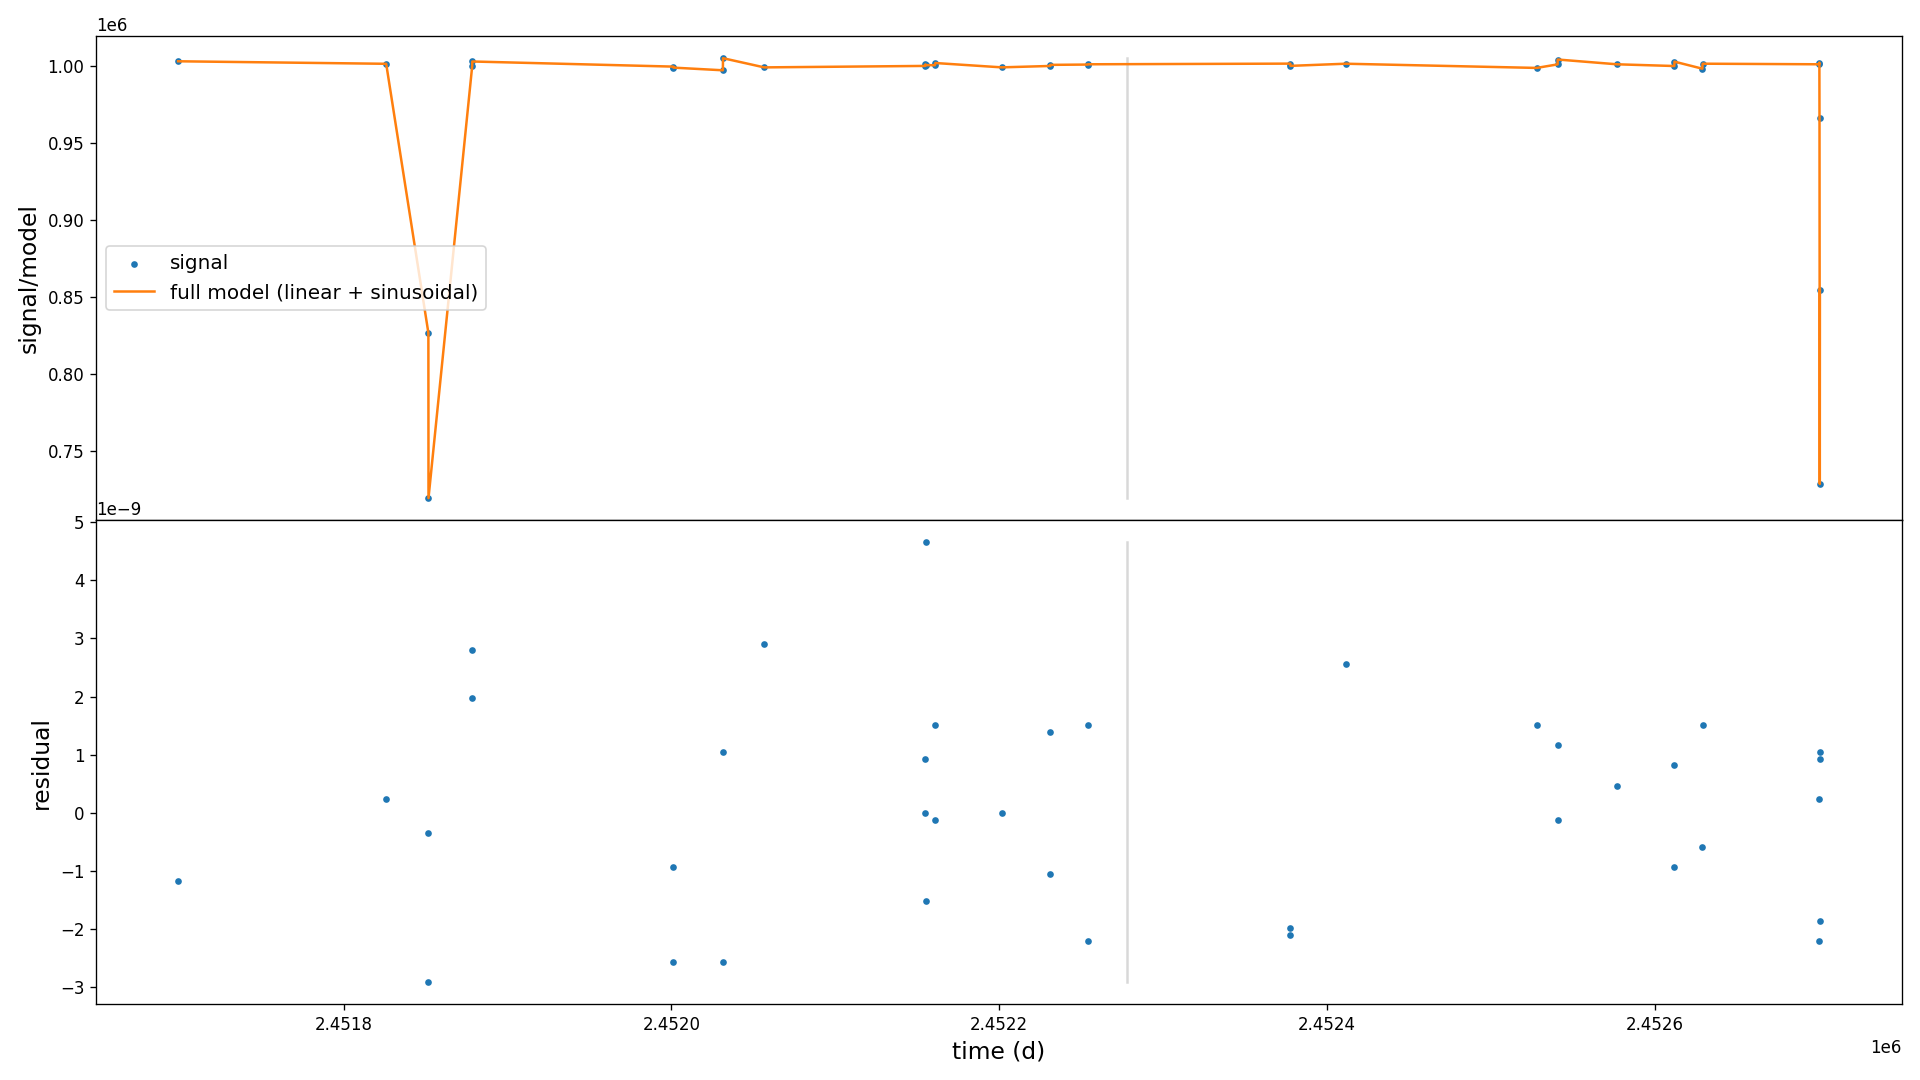 1e6
1.00
0.95
0.90
0.85
0.80
0.75
signal/model
signal
full model (linear + sinusoidal)
1e−9
5
4
3
2
1
0
−1
−2
−3
residual
2.4518
2.4520
2.4522
2.4524
2.4526
time (d)
1e6